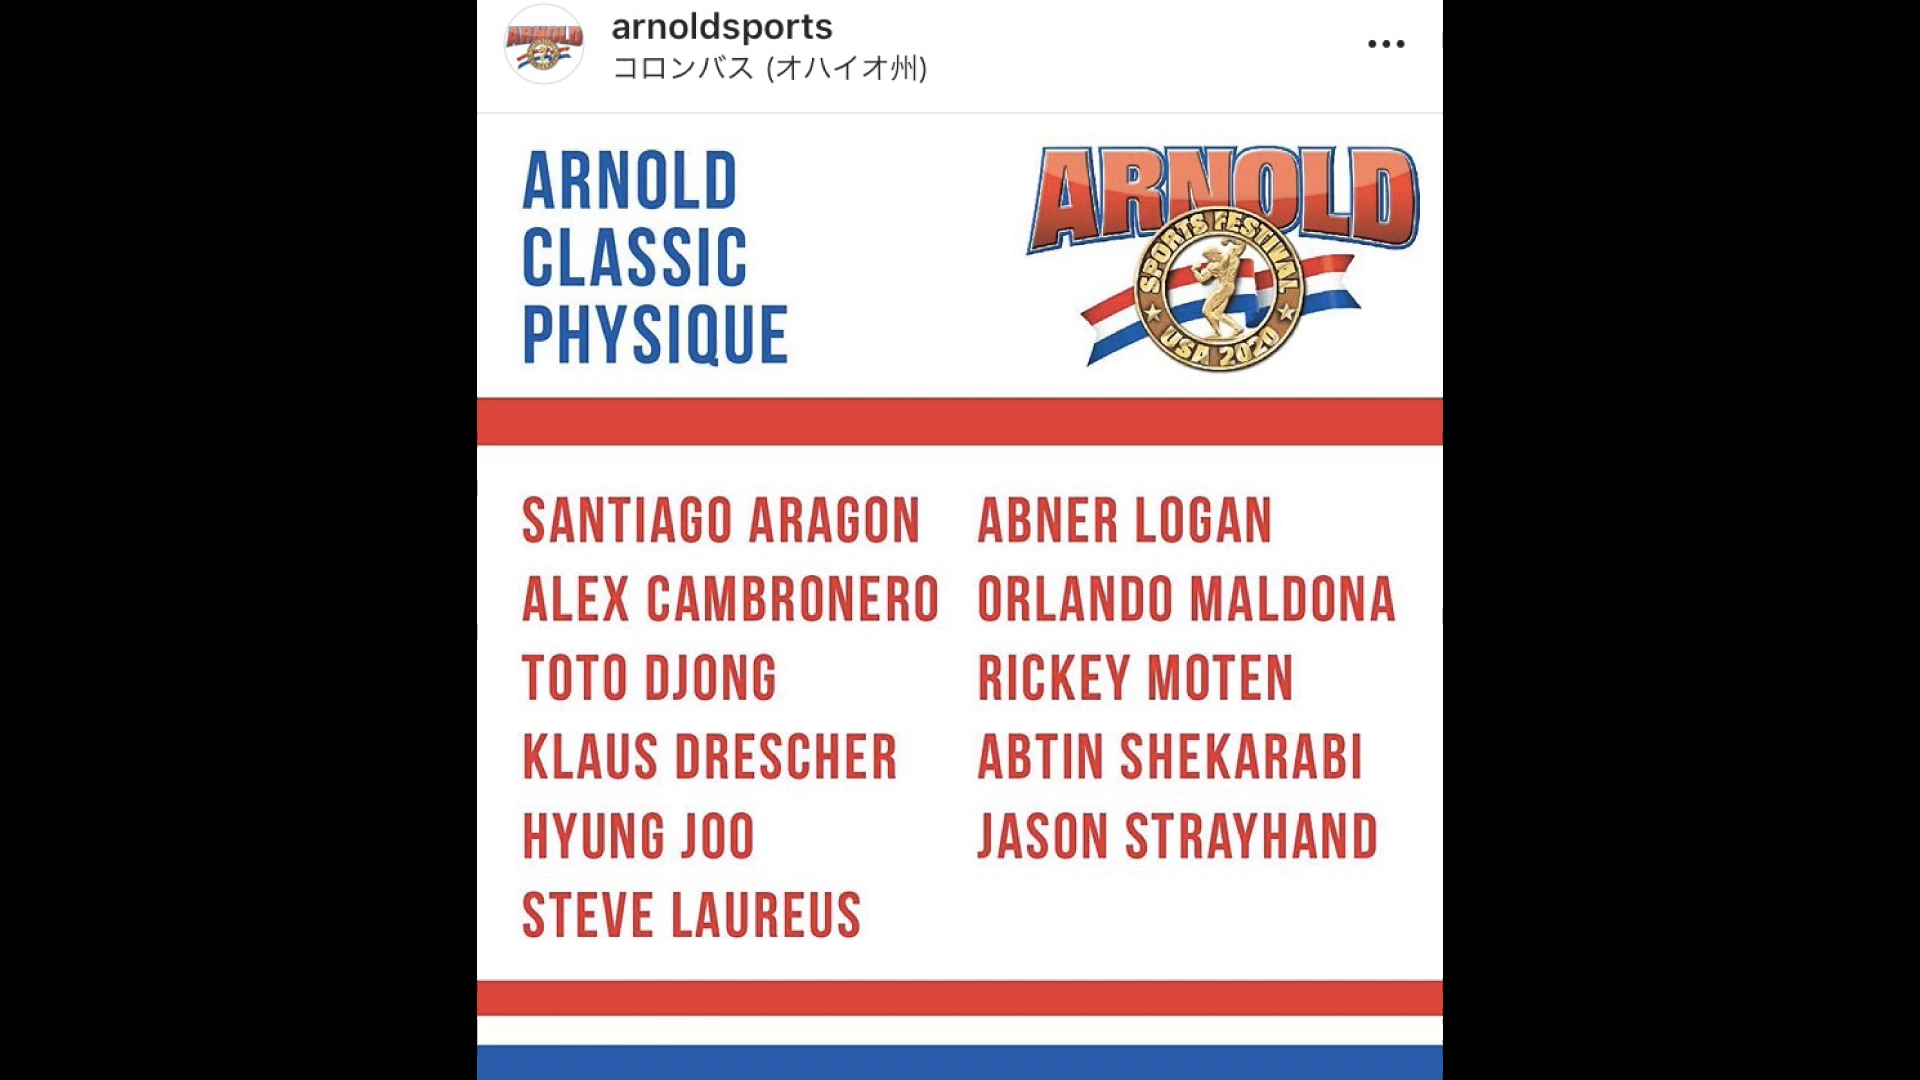 arnoldsports
コロンバス (オハイオ州)
ARNOLD
CLASSIC
PHYSIQUE
ARNOLD
SPORTS FESTIVAL
USA 2020
SANTIAGO ARAGON
ALEX CAMBRONERO
TOTO DJONG
KLAUS DRESCHER
HYUNG JOO
STEVE LAUREUS
ABNER LOGAN
ORLANDO MALDONA
RICKEY MOTEN
ABTIN SHEKARABI
JASON STRAYHAND